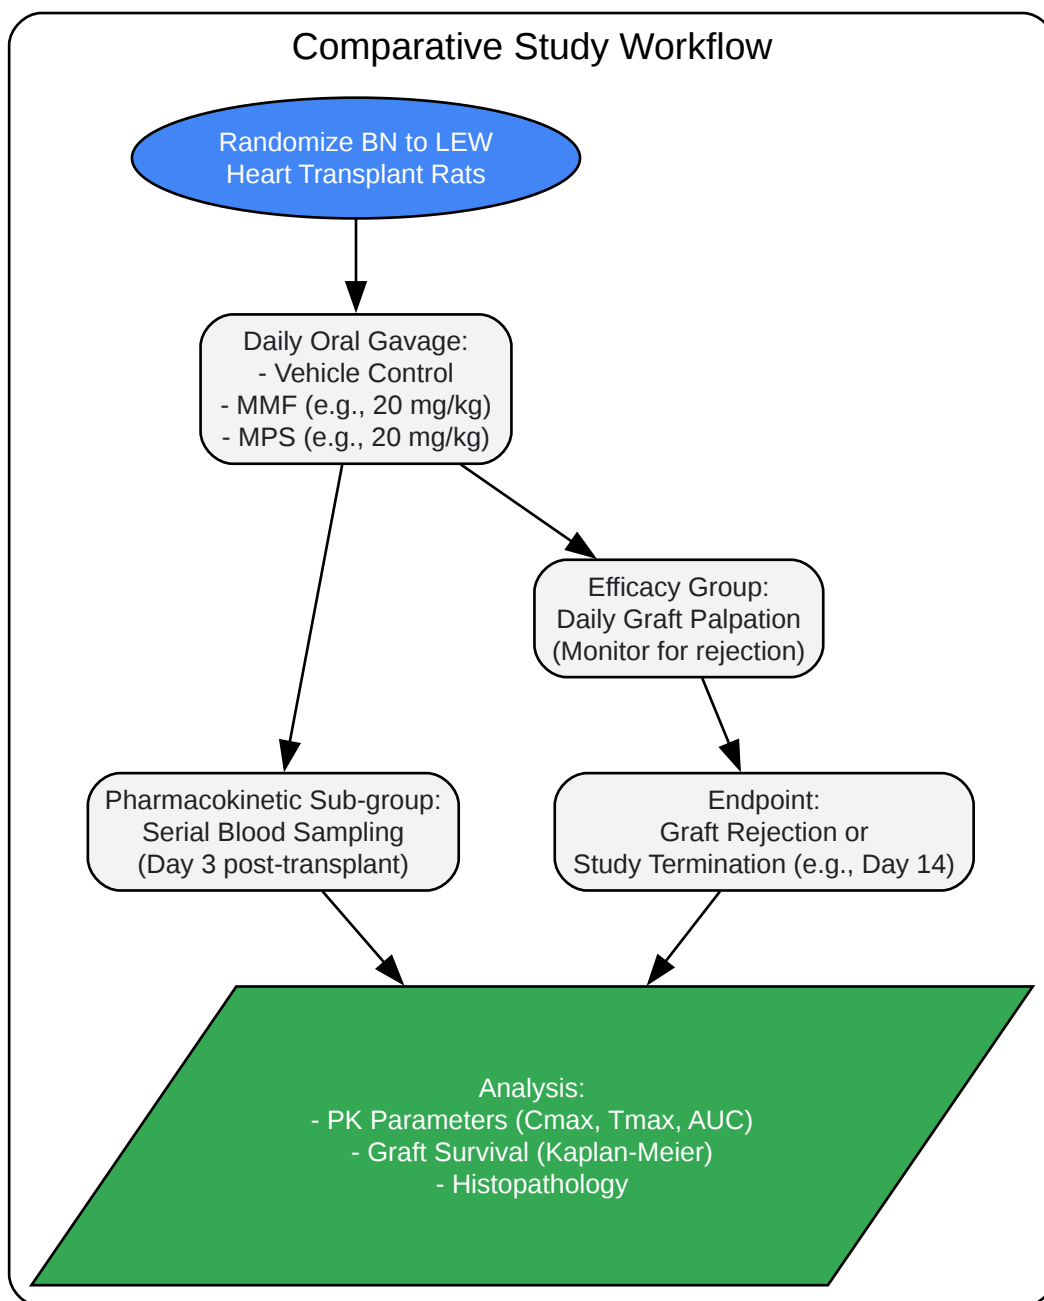 Comparative Study Workflow
Randomize BN to LEW
Heart Transplant Rats
Daily Oral Gavage:
- Vehicle Control
- MMF (e.g., 20 mg/kg)
- MPS (e.g., 20 mg/kg)
Efficacy Group:
Daily Graft Palpation
(Monitor for rejection)
Pharmacokinetic Sub-group:
Serial Blood Sampling
(Day 3 post-transplant)
Endpoint:
Graft Rejection or
Study Termination (e.g., Day 14)
Analysis:
- PK Parameters (Cmax, Tmax, AUC)
- Graft Survival (Kaplan-Meier)
- Histopathology